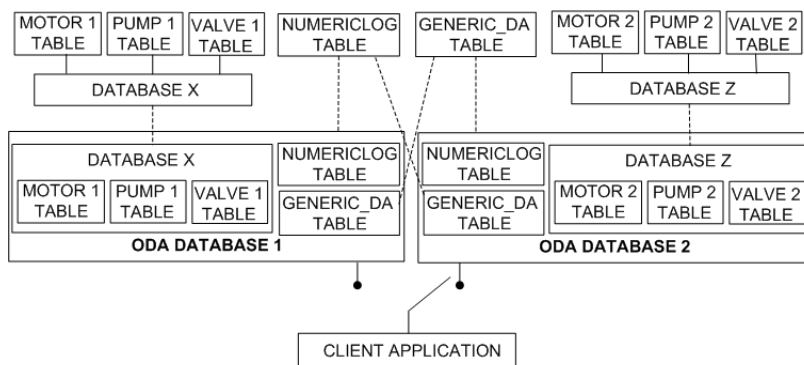 MOTOR 1
TABLE
PUMP 1
TABLE
VALVE 1
TABLE
NUMERICLOG
TABLE
GENERIC_DA
TABLE
MOTOR 2
TABLE
PUMP 2
TABLE
VALVE 2
TABLE
DATABASE X
DATABASE Z
DATABASE X
MOTOR 1
TABLE
PUMP 1
TABLE
VALVE 1
TABLE
NUMERICLOG
TABLE
GENERIC_DA
TABLE
ODA DATABASE 1
NUMERICLOG
TABLE
GENERIC_DA
TABLE
DATABASE Z
MOTOR 2
TABLE
PUMP 2
TABLE
VALVE 2
TABLE
ODA DATABASE 2
CLIENT APPLICATION